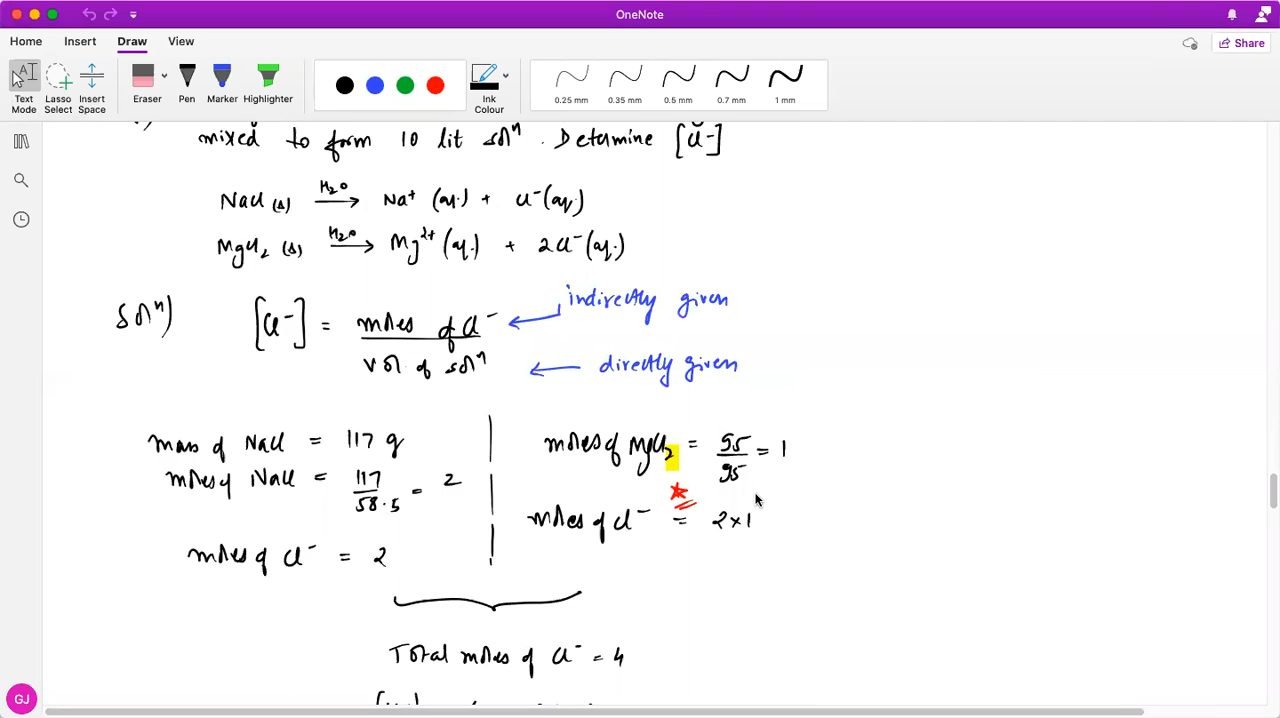 OneNote
Home Insert Draw View
Share
Text Mode
Lasso Select
Insert Space
Eraser
Pen
Marker
Highlighter
Ink Colour
0.25 mm 0.35 mm 0.5 mm 0.7 mm 1 mm
mixed to form 10 lit solⁿ. Determine [Cl⁻]
NaCl (s) H₂O → Na⁺ (aq.) + Cl⁻ (aq.)
MgCl₂ (s) H₂O → Mg²⁺ (aq.) + 2Cl⁻ (aq.)
Solⁿ) [Cl⁻] = moles of Cl⁻ ← indirectly given
vol. of solⁿ ← directly given
mass of NaCl = 117 g
moles of NaCl = 117 / 58.5 = 2
moles of Cl⁻ = 2
moles of MgCl₂ = 95 / 95 = 1
moles of Cl⁻ = 2×1
Total moles of Cl⁻ = 4
GJ